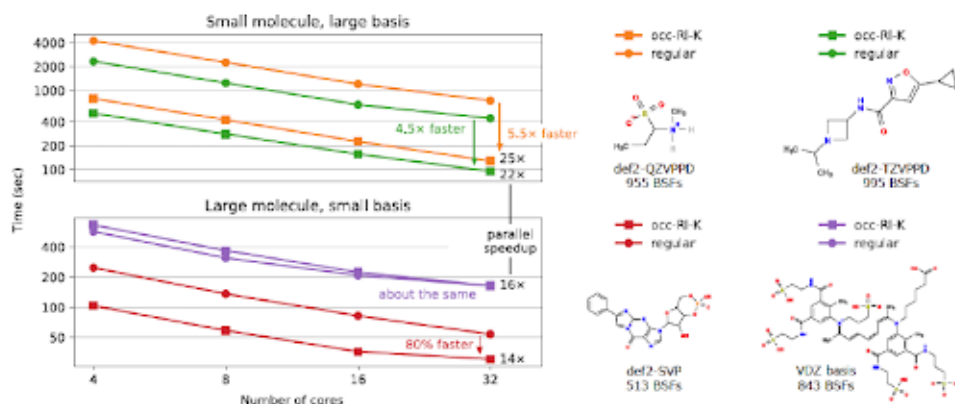 Small molecule, large basis
4000
2000
1000
400
200
100
4.5× faster
5.5× faster
25×
22×
Time (sec)
Large molecule, small basis
parallel
speedup
400
200
100
50
about the same
16×
80% faster
14×
4
8
16
32
Number of cores
occ-RI-K
regular
def2-QZVPPD
955 BSFs
occ-RI-K
regular
def2-TZVPPD
995 BSFs
occ-RI-K
regular
def2-SVP
513 BSFs
occ-RI-K
regular
VDZ basis
843 BSFs